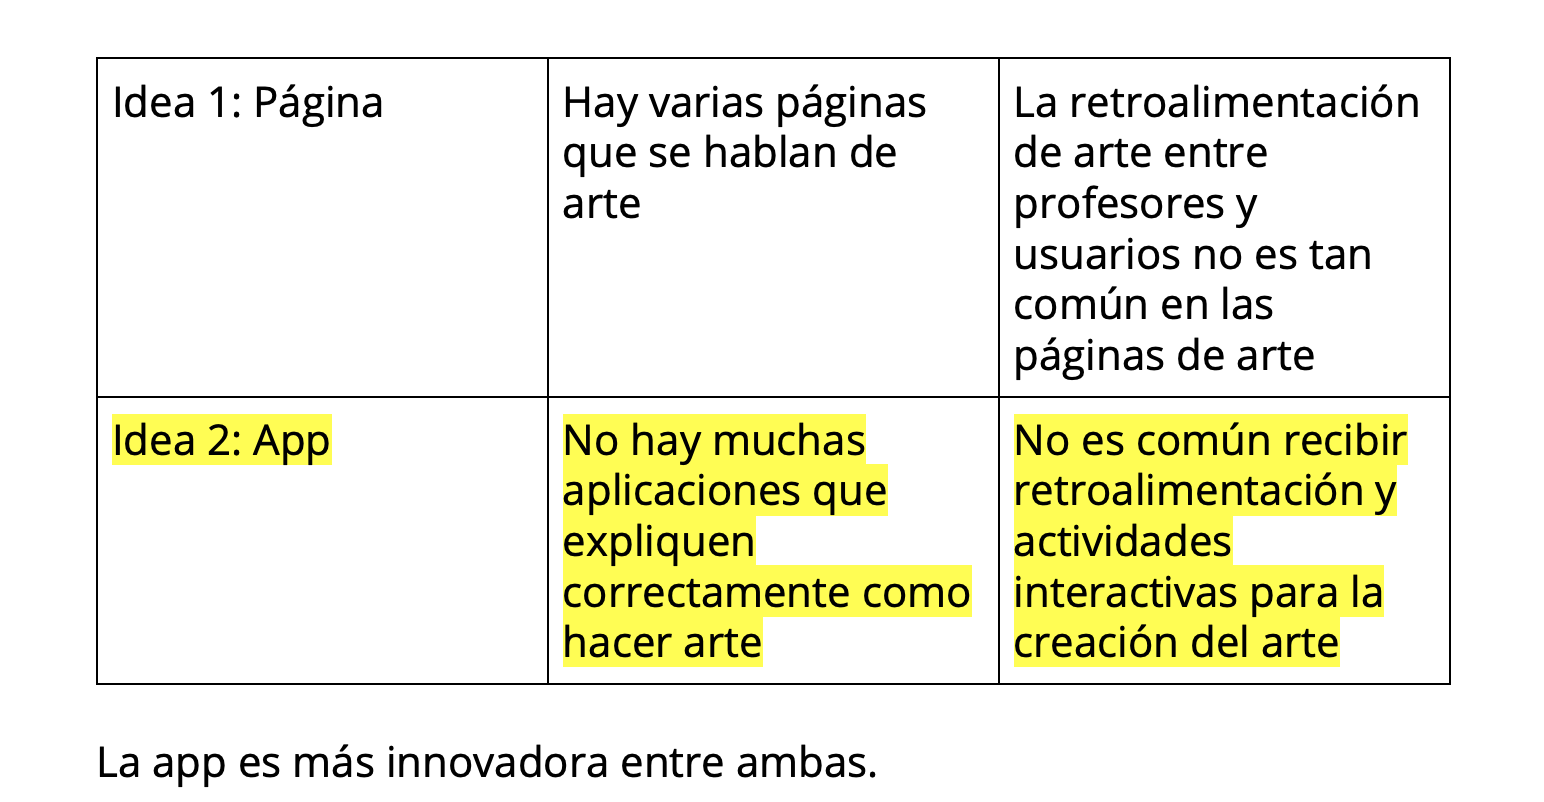 Idea 1: Página
Hay varias páginas
que se hablan de
arte
La retroalimentación
de arte entre
profesores y
usuarios no es tan
común en las
páginas de arte
Idea 2: App
No hay muchas
aplicaciones que
expliquen
correctamente como
hacer arte
No es común recibir
retroalimentación y
actividades
interactivas para la
creación del arte
La app es más innovadora entre ambas.